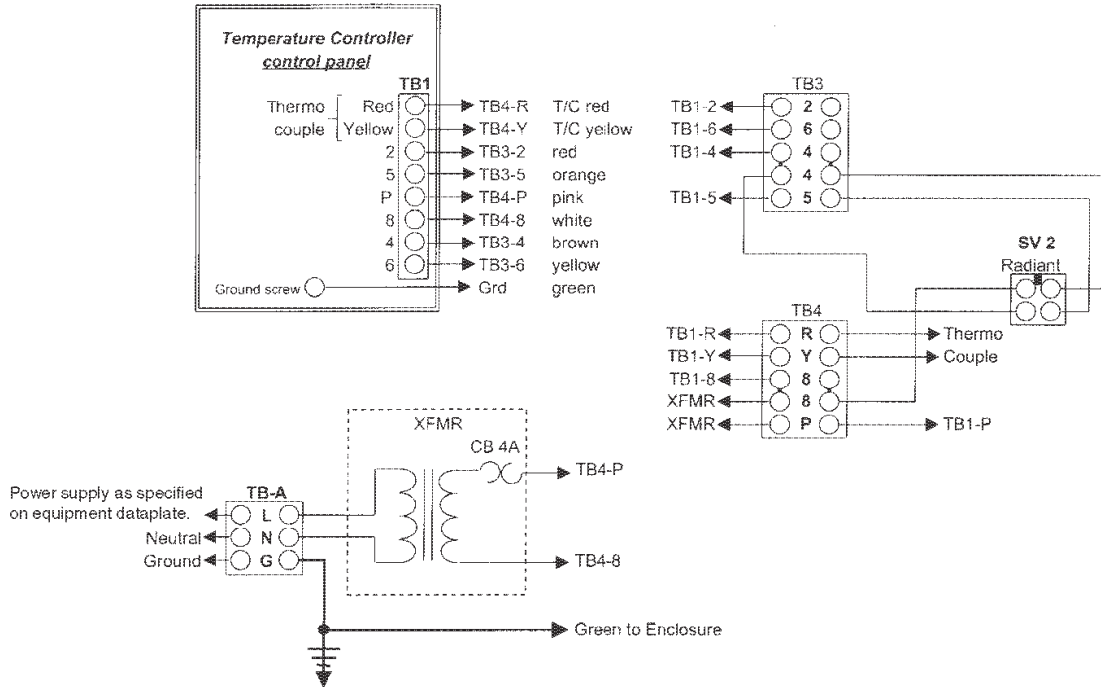 Temperature Controller
control panel
TB1
Thermo
couple
Red TB4-R T/C red
Yellow TB4-Y T/C yellow
2 TB3-2 red
5 TB3-5 orange
P TB4-P pink
8 TB4-8 white
4 TB3-4 brown
6 TB3-6 yellow
Ground screw Grd green
TB3
TB1-2 2
TB1-6 6
TB1-4 4
4
TB1-5 5
SV 2
Radiant
TB4
TB1-R R Thermo
TB1-Y Y Couple
TB1-8 8
XFMR 8
XFMR P TB1-P
XFMR
CB 4A
TB4-P
TB4-8
Power supply as specified
on equipment dataplate.
TB-A
L
Neutral N
Ground G
Green to Enclosure